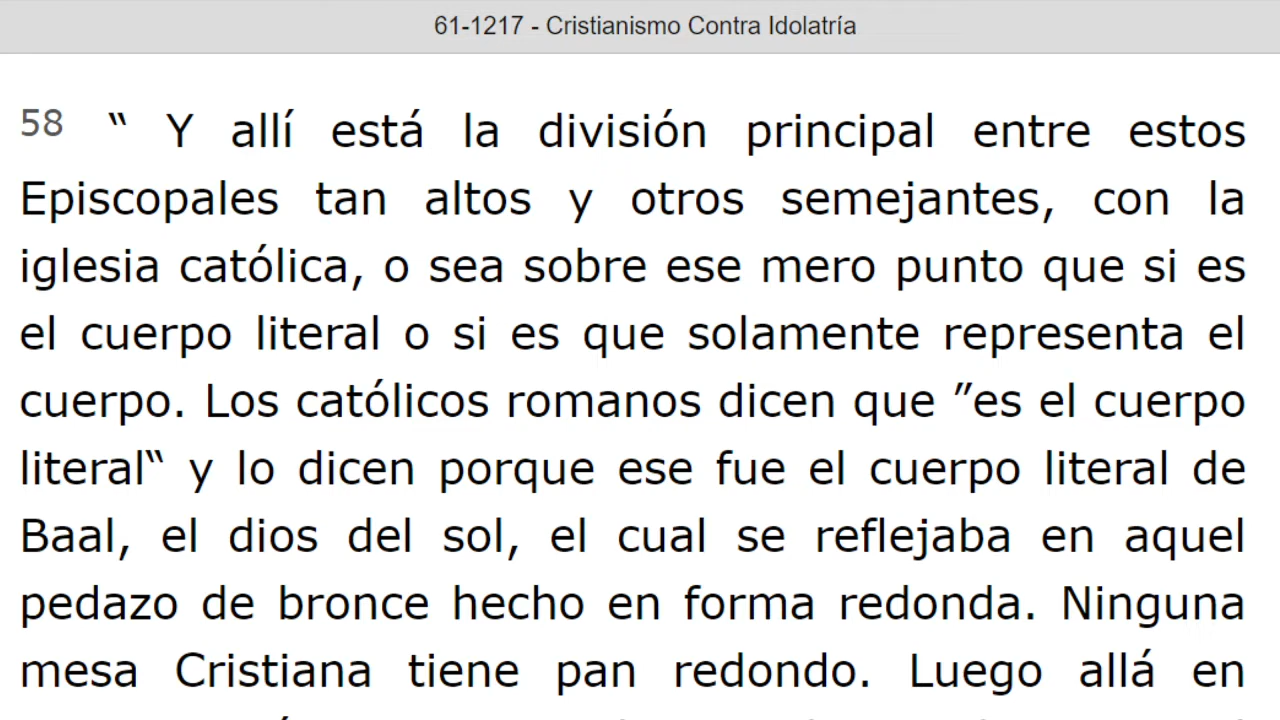 61-1217 - Cristianismo Contra Idolatría
58 “ Y allí está la división principal entre estos
Episcopales tan altos y otros semejantes, con la
iglesia católica, o sea sobre ese mero punto que si es
el cuerpo literal o si es que solamente representa el
cuerpo. Los católicos romanos dicen que ”es el cuerpo
literal“ y lo dicen porque ese fue el cuerpo literal de
Baal, el dios del sol, el cual se reflejaba en aquel
pedazo de bronce hecho en forma redonda. Ninguna
mesa Cristiana tiene pan redondo. Luego allá en